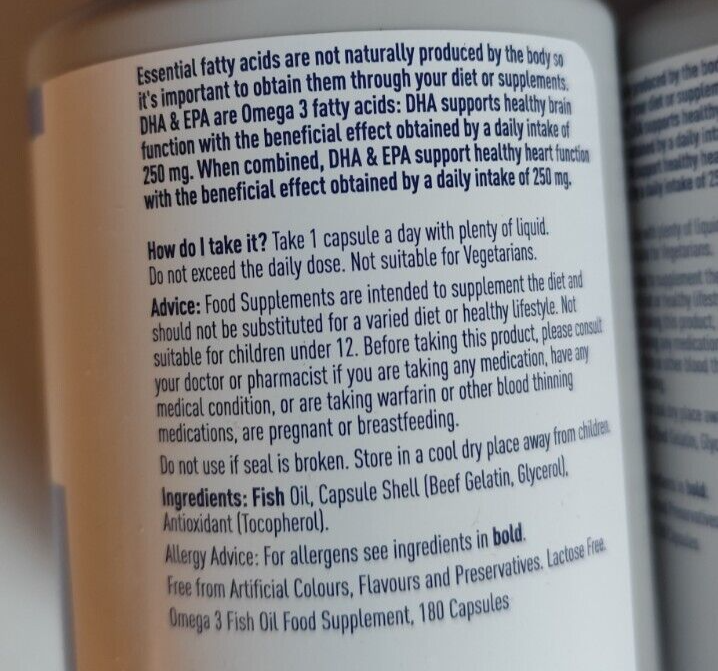 Essential fatty acids are not naturally produced by the body so
it's important to obtain them through your diet or supplements.
DHA & EPA are Omega 3 fatty acids: DHA supports healthy brain
function with the beneficial effect obtained by a daily intake of
250 mg. When combined, DHA & EPA support healthy heart function
with the beneficial effect obtained by a daily intake of 250 mg.
How do I take it? Take 1 capsule a day with plenty of liquid.
Do not exceed the daily dose. Not suitable for Vegetarians.
Advice: Food Supplements are intended to supplement the diet and
should not be substituted for a varied diet or healthy lifestyle. Not
suitable for children under 12. Before taking this product, please consult
your doctor or pharmacist if you are taking any medication, have any
medical condition, or are taking warfarin or other blood thinning
medications, are pregnant or breastfeeding.
Do not use if seal is broken. Store in a cool dry place away from children.
Ingredients: Fish Oil, Capsule Shell (Beef Gelatin, Glycerol),
Antioxidant (Tocopherol).
Allergy Advice: For allergens see ingredients in bold.
Free from Artificial Colours, Flavours and Preservatives. Lactose Free.
Omega 3 Fish Oil Food Supplement, 180 Capsules